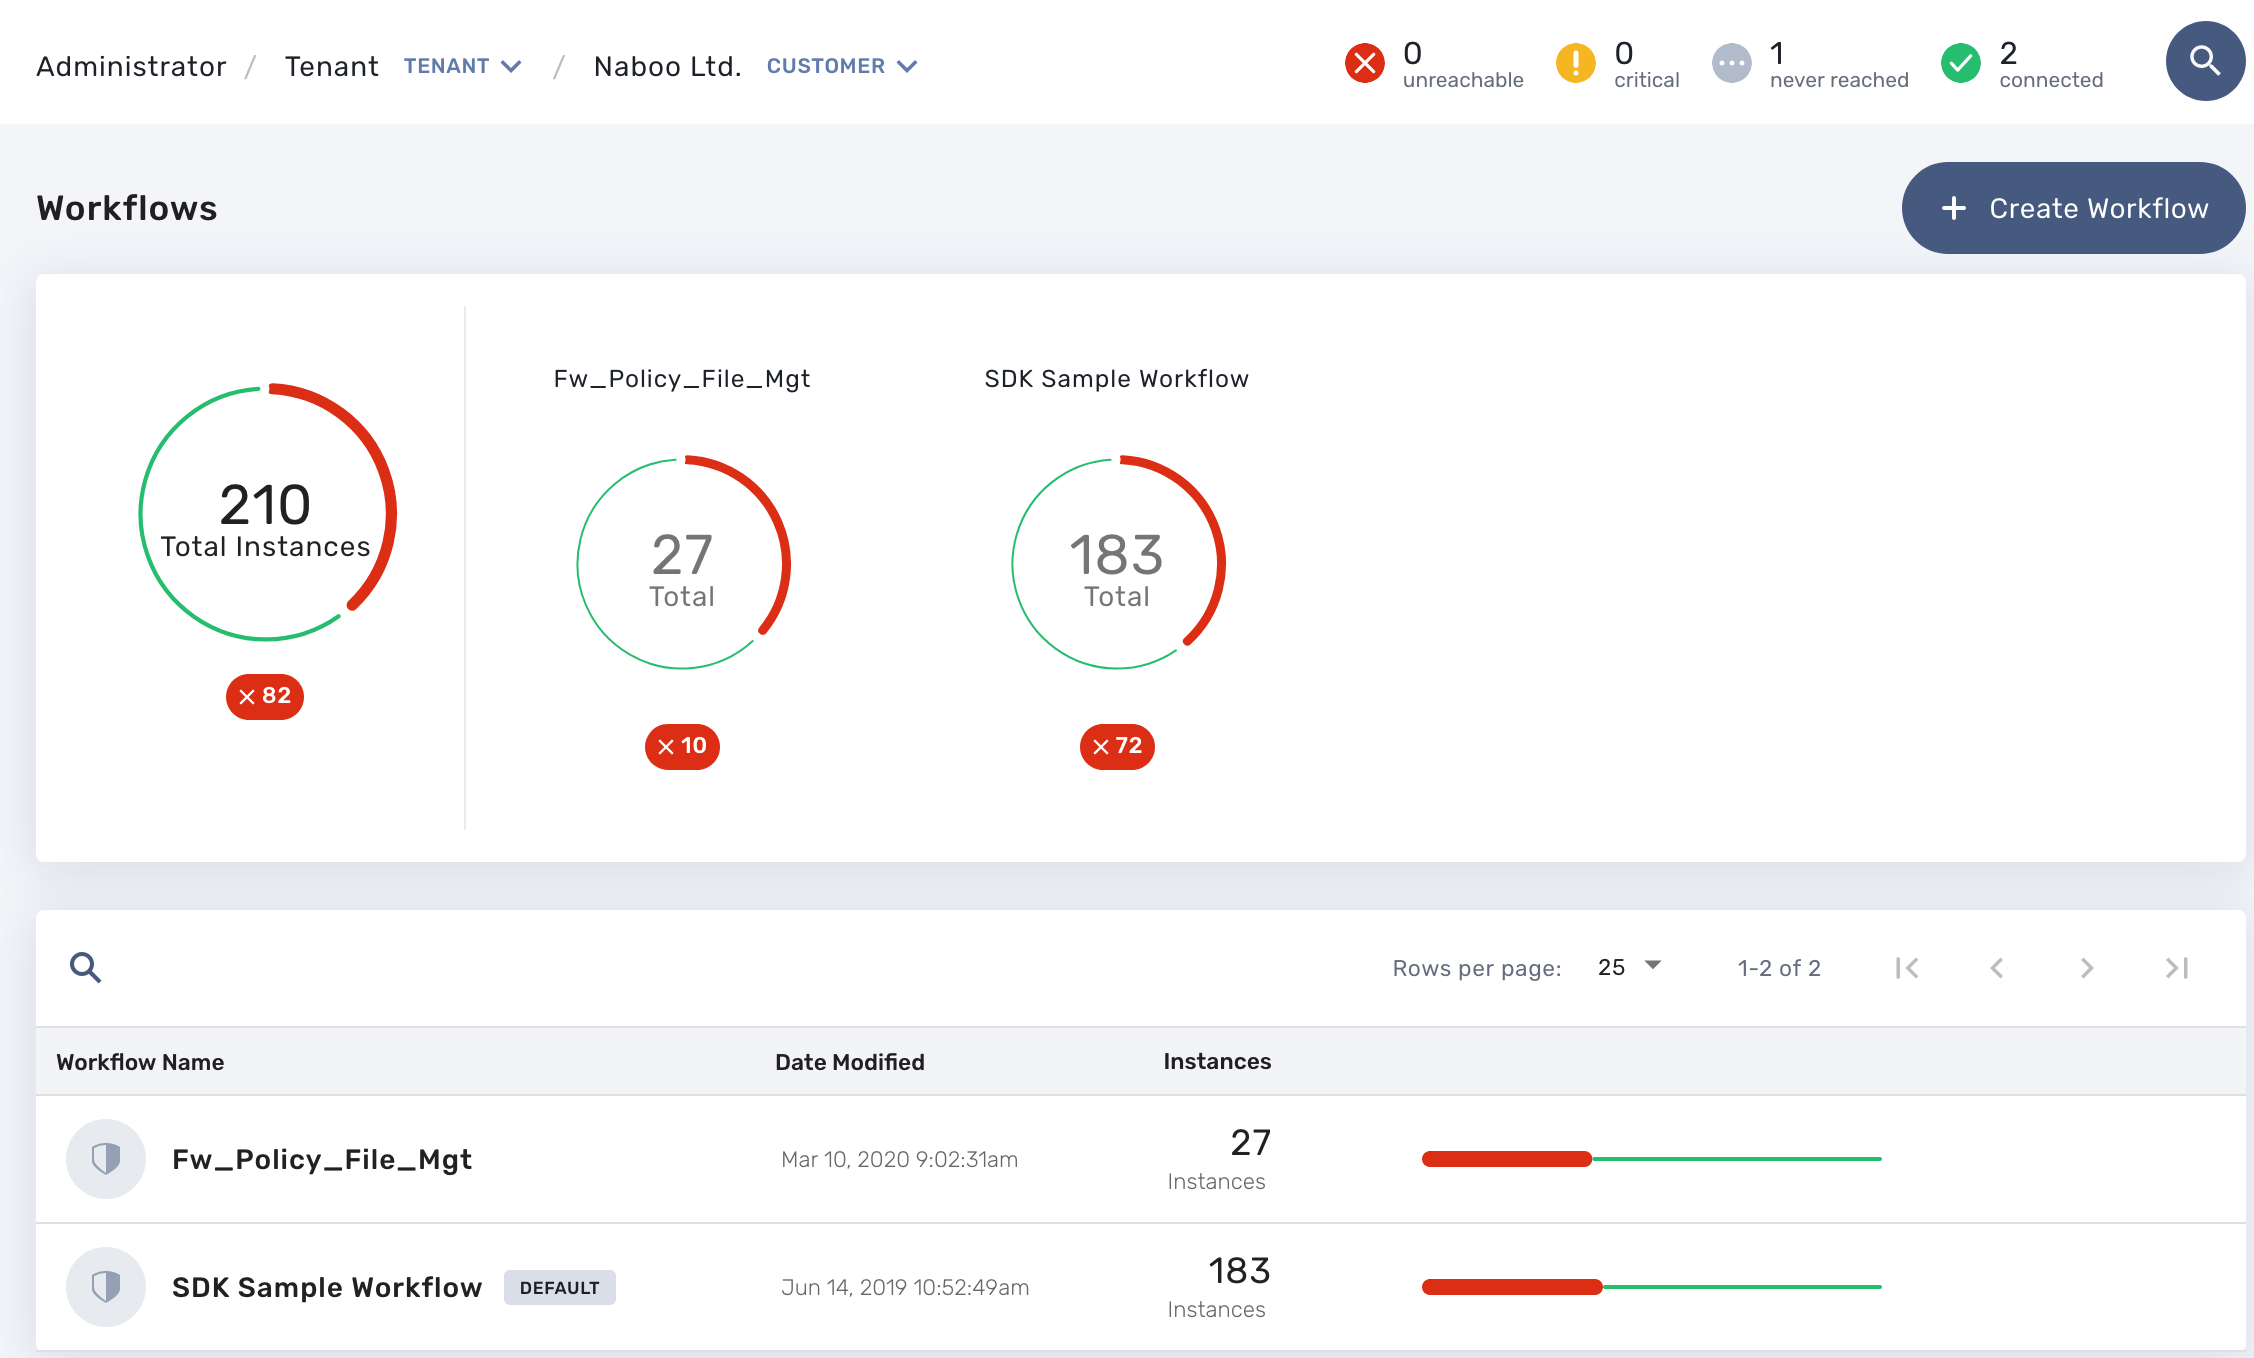 Administrator / Tenant TENANT / Naboo Ltd. CUSTOMER
0 unreachable
0 critical
1 never reached
2 connected
Workflows
Create Workflow
210
Total Instances
82
Fw_Policy_File_Mgt
27
Total
10
SDK Sample Workflow
183
Total
72
Rows per page: 25 1-2 of 2
Workflow Name Date Modified Instances
Fw_Policy_File_Mgt Mar 10, 2020 9:02:31am 27
Instances
SDK Sample Workflow DEFAULT Jun 14, 2019 10:52:49am 183
Instances